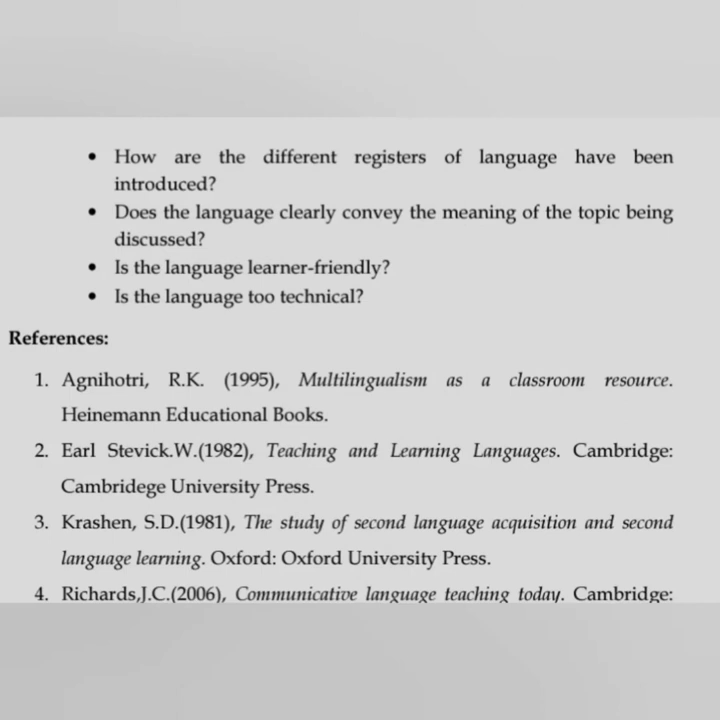 • How are the different registers of language have been
introduced?
• Does the language clearly convey the meaning of the topic being
discussed?
• Is the language learner-friendly?
• Is the language too technical?
References:
1. Agnihotri, R.K. (1995), Multilingualism as a classroom resource.
Heinemann Educational Books.
2. Earl Stevick.W.(1982), Teaching and Learning Languages. Cambridge:
Cambridege University Press.
3. Krashen, S.D.(1981), The study of second language acquisition and second
language learning. Oxford: Oxford University Press.
4. Richards,J.C.(2006), Communicative language teaching today. Cambridge: